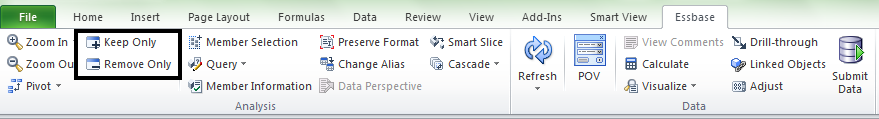 File Home Insert Page Layout Formulas Data Review View Add-Ins Smart View Essbase
Zoom In Keep Only Member Selection Preserve Format Smart Slice View Comments Drill-through
Zoom Ou Remove Only Query Change Alias Cascade Refresh POV Calculate Linked Objects Submit Data
Pivot Member Information Data Perspective Visualize Adjust
Analysis Data